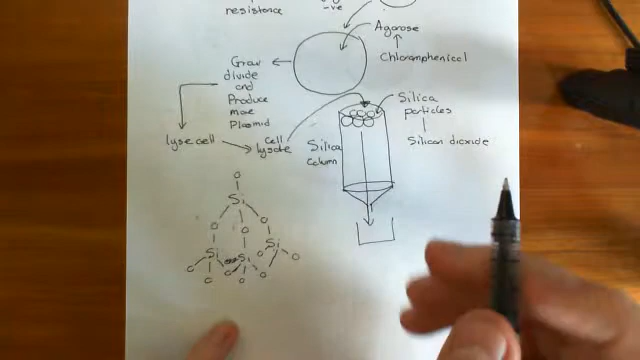 resistance
-ve
Agarose
Chloramphenicol
Grow
divide
and
Produce
more
Plasmid
lyse cell
cell
lysate
Silica
column
Silica
particles
Silicon dioxide
O
Si
O O O
Si Si Si
O O O O
O O O